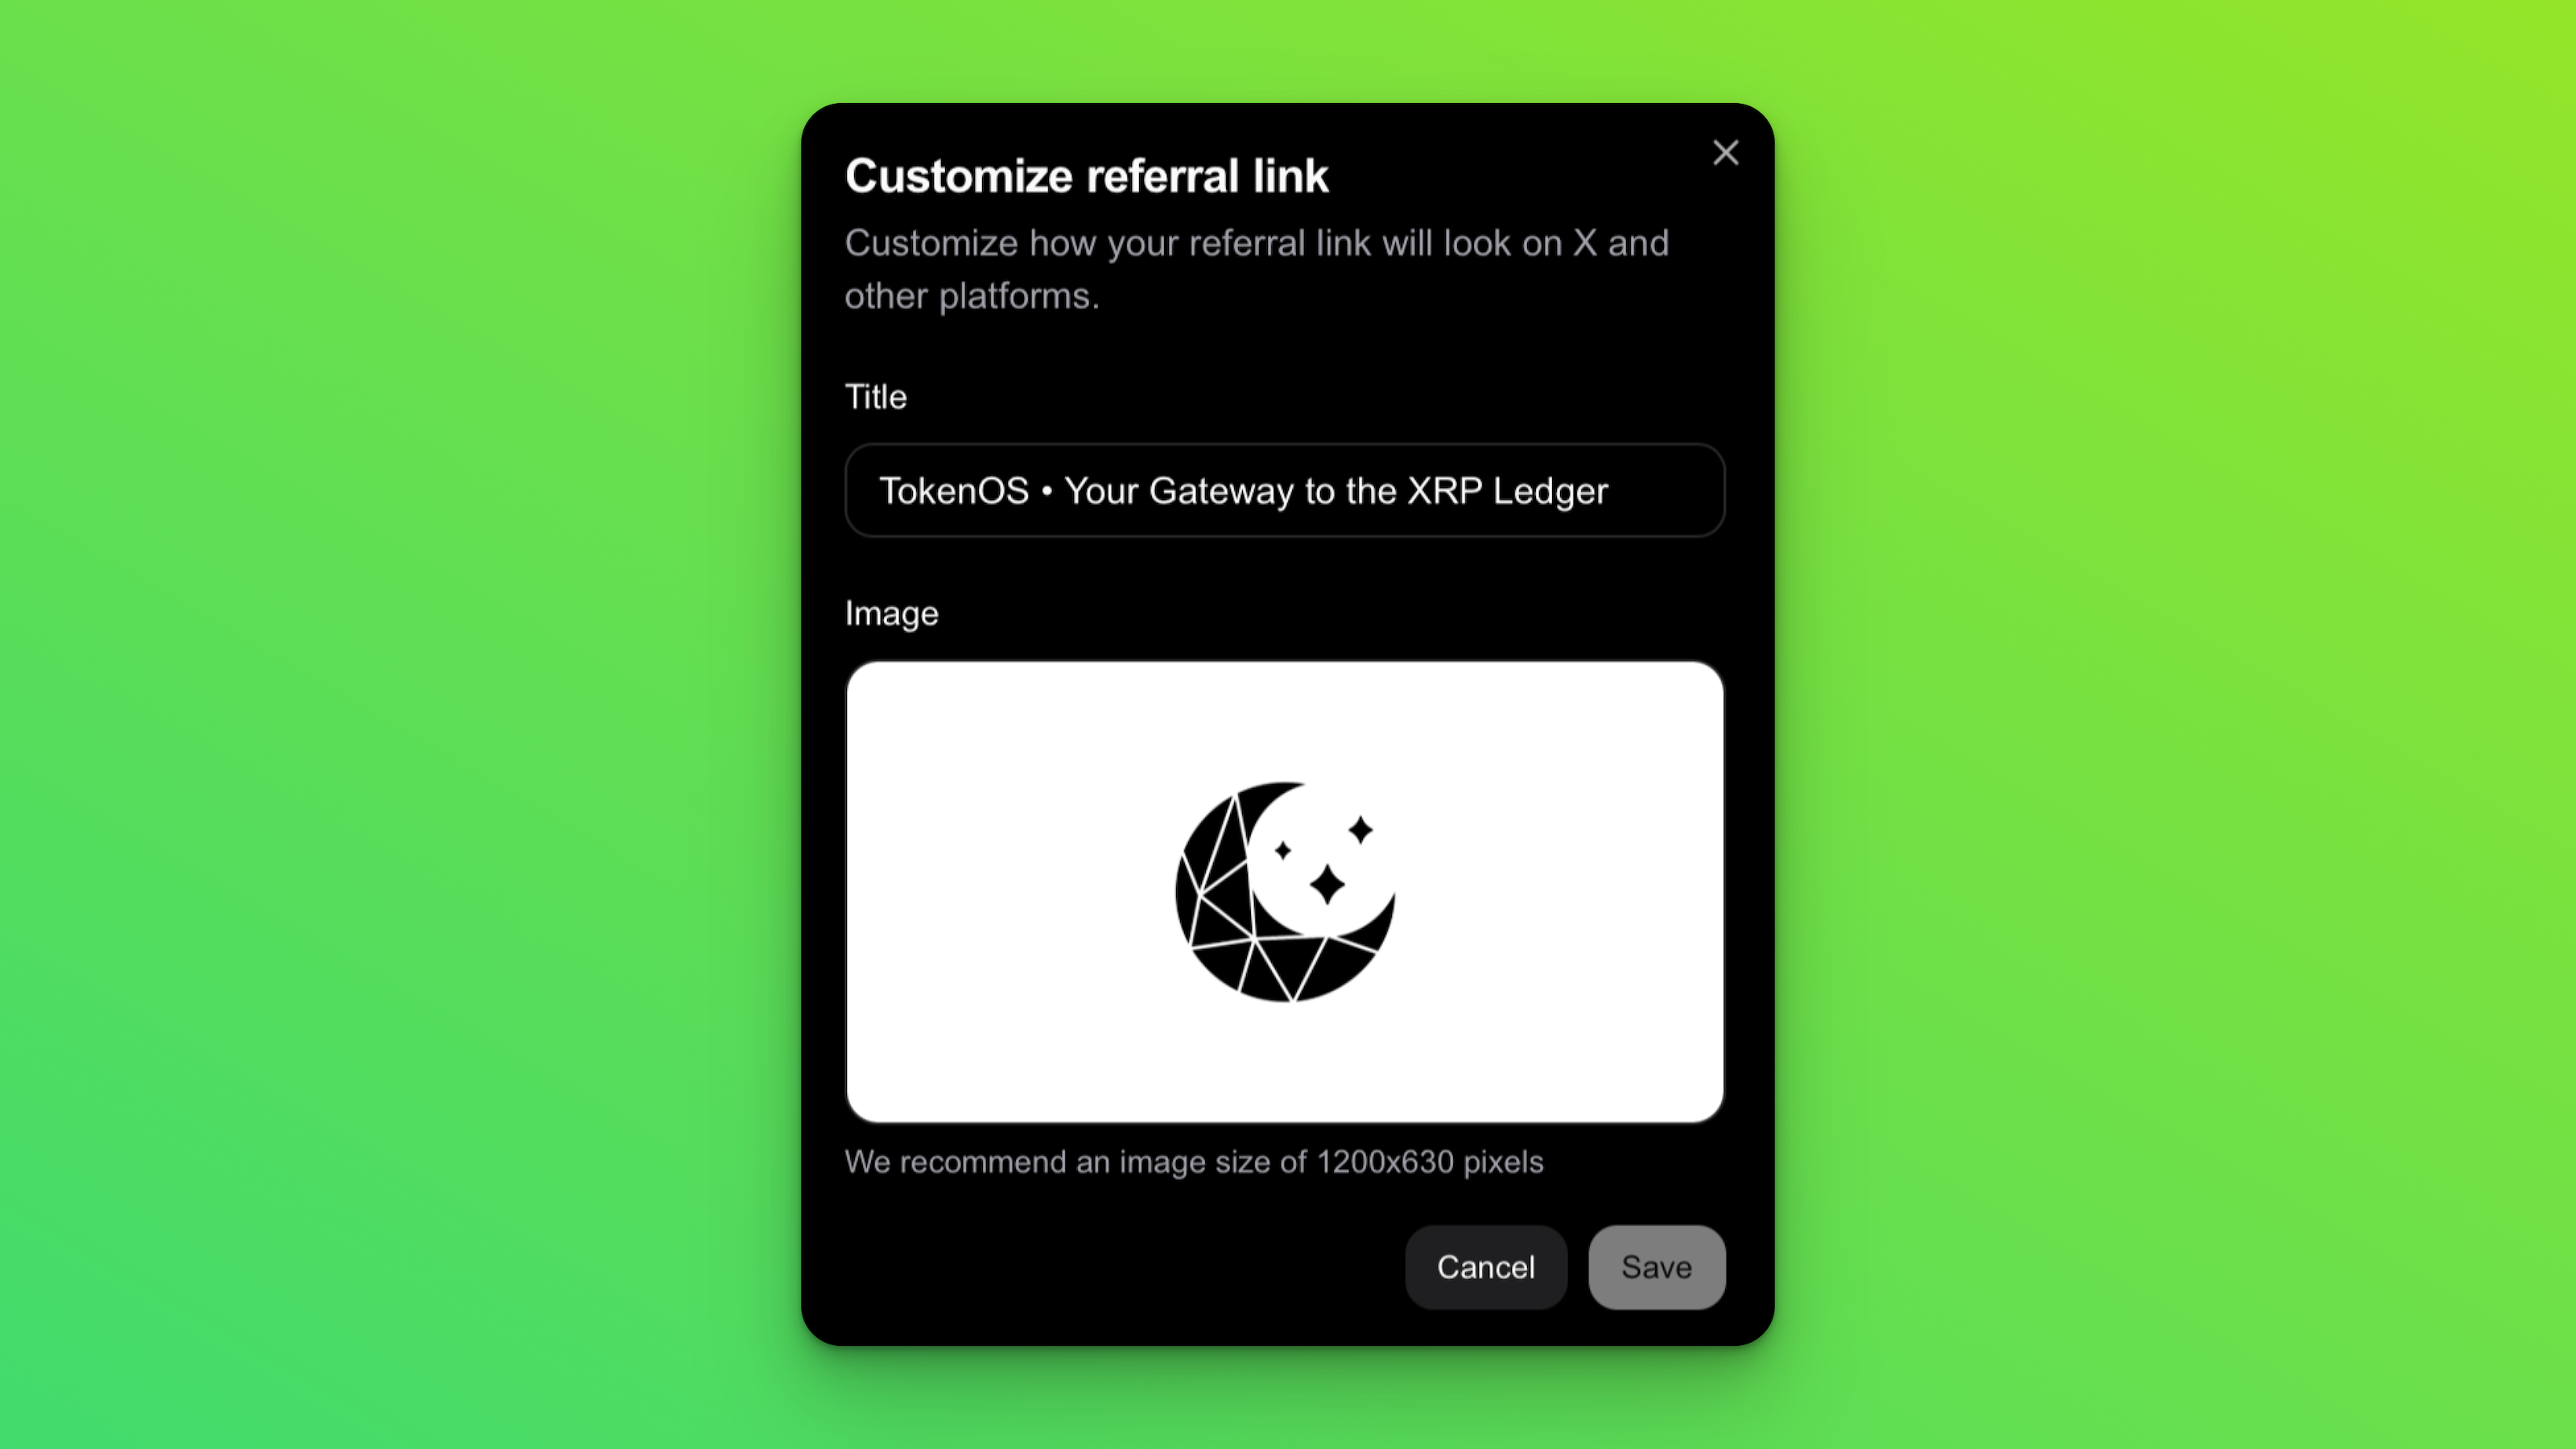 Customize referral link
Customize how your referral link will look on X and
other platforms.
Title
TokenOS • Your Gateway to the XRP Ledger
Image
We recommend an image size of 1200x630 pixels
Cancel
Save